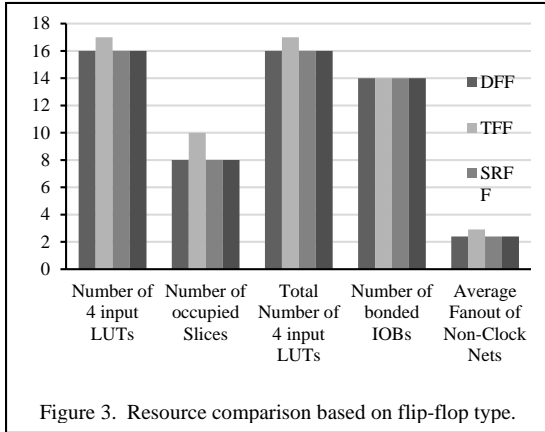 18
16
14
12
10
8
6
4
2
0
DFF
TFF
SRF
F
Number of
4 input
LUTs
Number of
occupied
Slices
Total
Number of
4 input
LUTs
Number of
bonded
IOBs
Average
Fanout of
Non-Clock
Nets
Figure 3. Resource comparison based on flip-flop type.